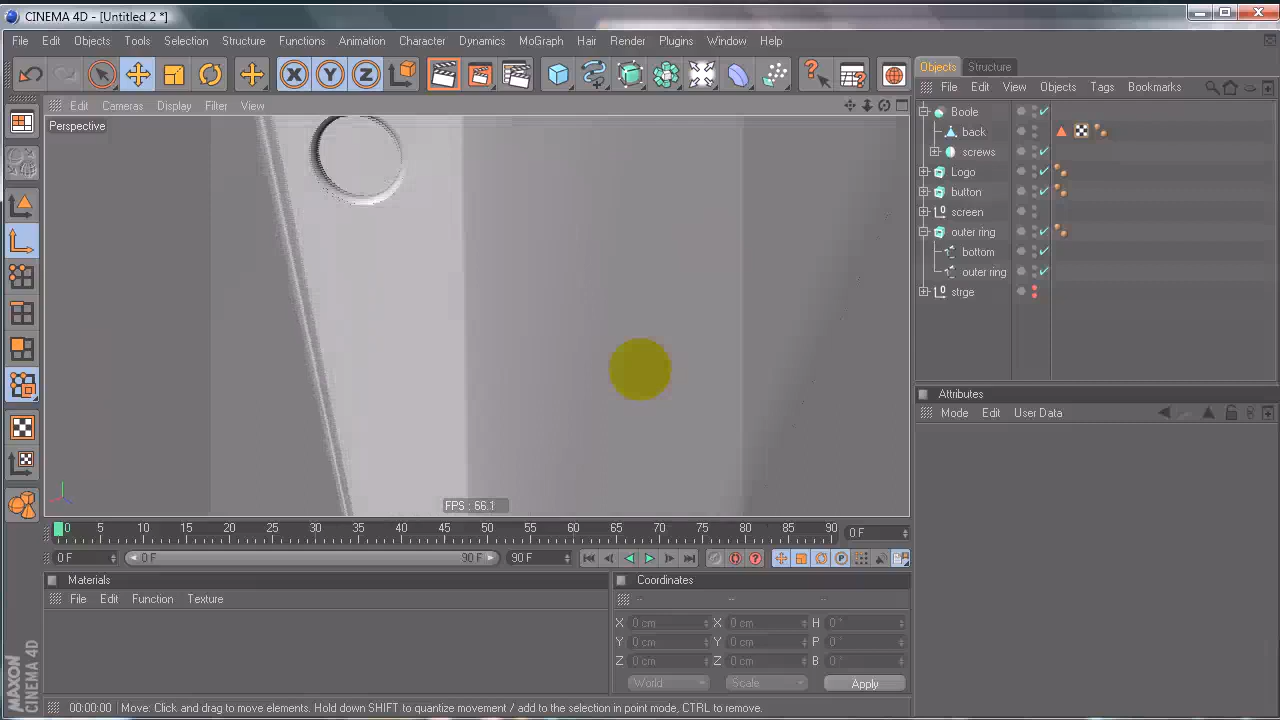 CINEMA 4D - [Untitled 2 *]
File Edit Objects Tools Selection Structure Functions Animation Character Dynamics MoGraph Hair Render Plugins Window Help
X Y Z
Objects Structure
File Edit View Objects Tags Bookmarks
Edit Cameras Display Filter View
Perspective
Boole
back
screws
Logo
button
screen
outer ring
bottom
outer ring
strge
Attributes
Mode Edit User Data
FPS : 66.1
0 5 10 15 20 25 30 35 40 45 50 55 60 65 70 75 80 85 90 0 F
0 F 0 F 90 F 90 F
Materials
File Edit Function Texture
Coordinates
-- -- --
X 0 cm X 0 cm H 0 °
Y 0 cm Y 0 cm P 0 °
Z 0 cm Z 0 cm B 0 °
World Scale Apply
MAXON
CINEMA 4D
00:00:00 Move: Click and drag to move elements. Hold down SHIFT to quantize movement / add to the selection in point mode, CTRL to remove.